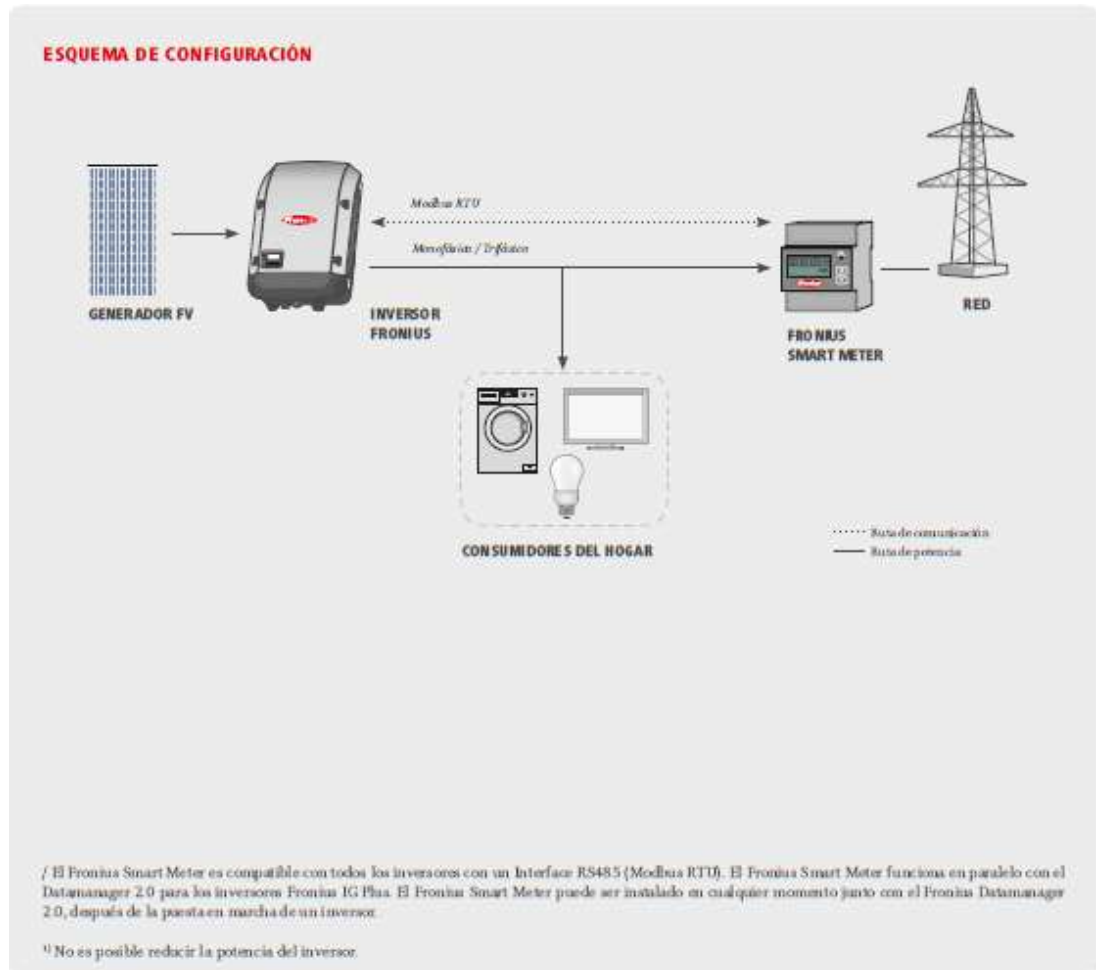 ESQUEMA DE CONFIGURACIÓN
Modbus RTU
Monofásico / Trifásico
GENERADOR FV
INVERSOR
FRONIUS
FRONIUS
SMART METER
RED
CONSUMIDORES DEL HOGAR
Ruta de comunicación
Ruta de potencia
/ El Fronius Smart Meter es compatible con todos los inversores con un Interface RS485 (Modbus RTU). El Fronius Smart Meter funciona en paralelo con el
Datamanager 2.0 para los inversores Fronius IG Plus. El Fronius Smart Meter puede ser instalado en cualquier momento junto con el Fronius Datamanager
2.0, después de la puesta en marcha de un inversor.
¹⁾ No es posible reducir la potencia del inversor.